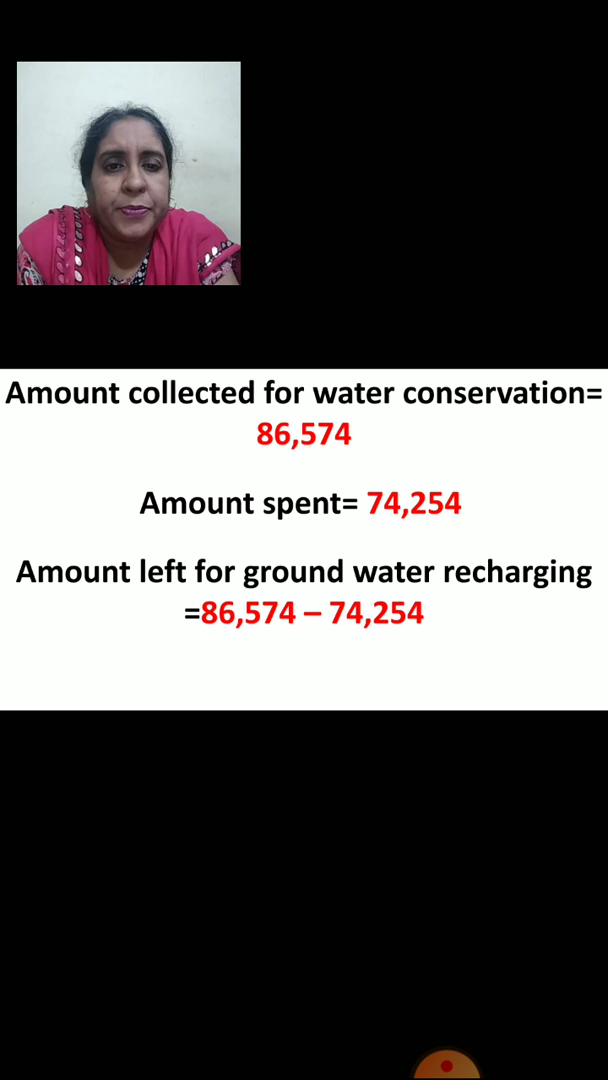 Amount collected for water conservation=
86,574
Amount spent= 74,254
Amount left for ground water recharging
=86,574 – 74,254